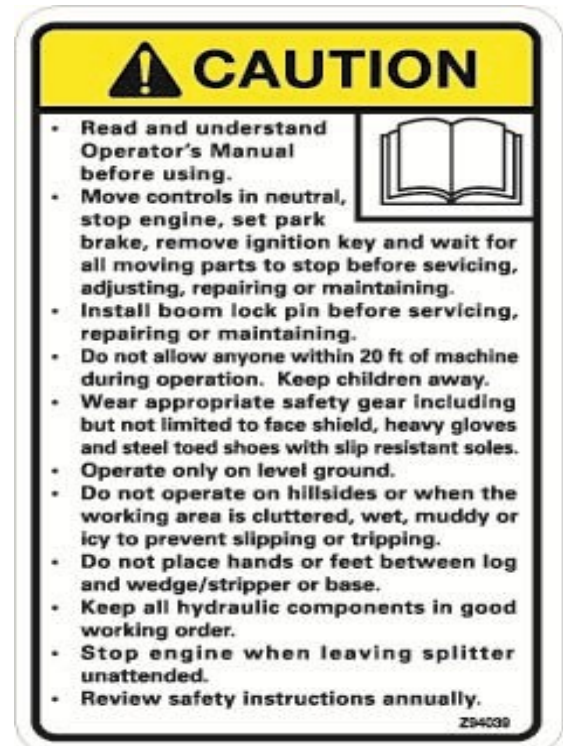 CAUTION
• Read and understand
Operator's Manual
before using.
• Move controls in neutral,
stop engine, set park
brake, remove ignition key and wait for
all moving parts to stop before sevicing,
adjusting, repairing or maintaining.
• Install boom lock pin before servicing,
repairing or maintaining.
• Do not allow anyone within 20 ft of machine
during operation. Keep children away.
• Wear appropriate safety gear including
but not limited to face shield, heavy gloves
and steel toed shoes with slip resistant soles.
• Operate only on level ground.
• Do not operate on hillsides or when the
working area is cluttered, wet, muddy or
icy to prevent slipping or tripping.
• Do not place hands or feet between log
and wedge/stripper or base.
• Keep all hydraulic components in good
working order.
• Stop engine when leaving splitter
unattended.
• Review safety instructions annually.
Z94039